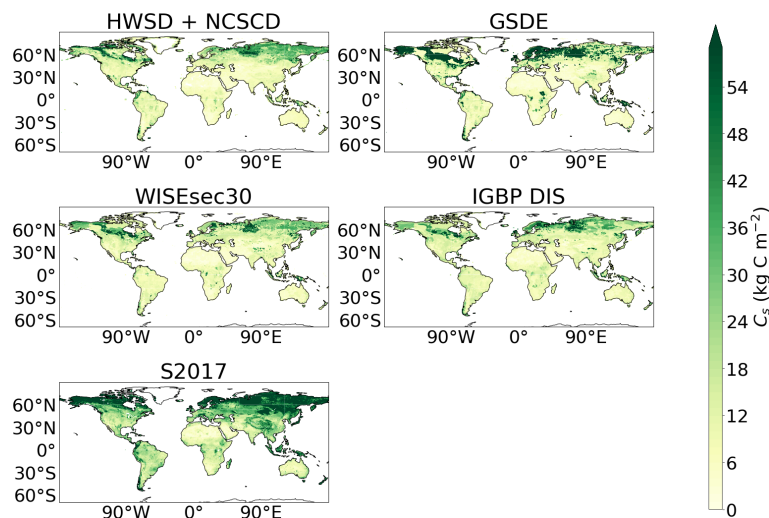 HWSD + NCSCD
60°N
30°N
0°
30°S
60°S
90°W 0° 90°E
GSDE
60°N
30°N
0°
30°S
60°S
90°W 0° 90°E
WISEsec30
60°N
30°N
0°
30°S
60°S
90°W 0° 90°E
IGBP DIS
60°N
30°N
0°
30°S
60°S
90°W 0° 90°E
S2017
60°N
30°N
0°
30°S
60°S
90°W 0° 90°E
54
48
42
36
30
24
18
12
6
0
Cₛ (kg C m⁻²)